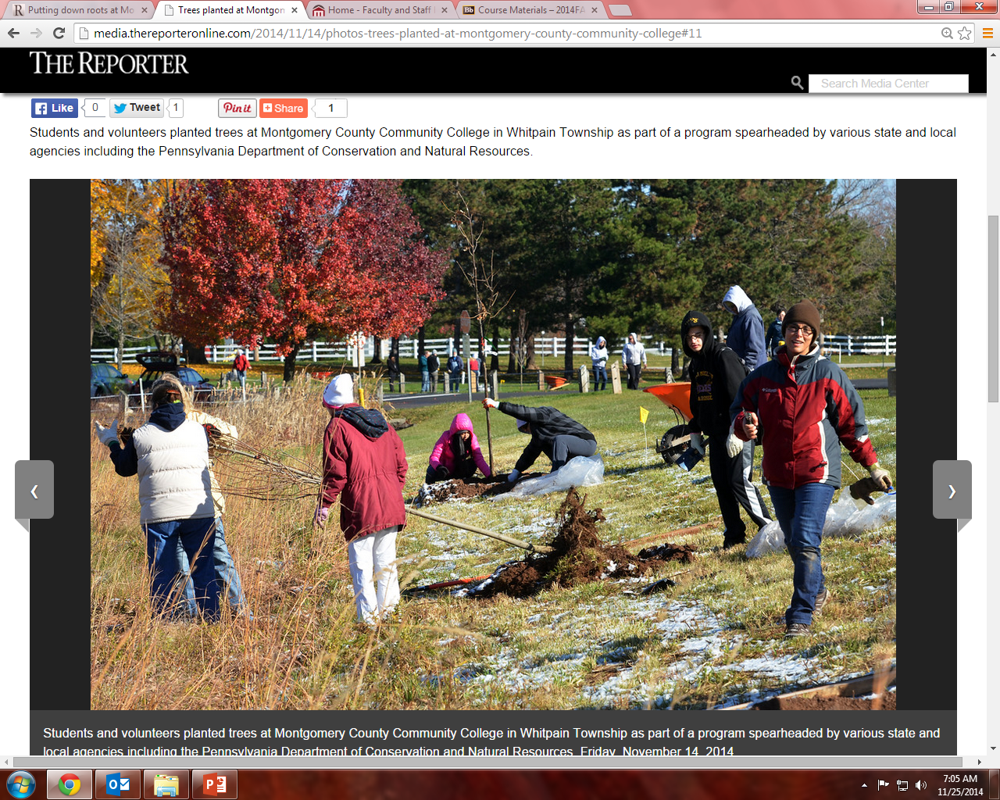 Putting down roots at Mo
Trees planted at Montgon
Home - Faculty and Staff
Bb Course Materials – 2014FA
media.thereporteronline.com/2014/11/14/photos-trees-planted-at-montgomery-county-community-college#11
THE REPORTER
Search Media Center
Like 0 Tweet 1 Pin it Share 1
Students and volunteers planted trees at Montgomery County Community College in Whitpain Township as part of a program spearheaded by various state and local
agencies including the Pennsylvania Department of Conservation and Natural Resources.
Students and volunteers planted trees at Montgomery County Community College in Whitpain Township as part of a program spearheaded by various state and
local agencies including the Pennsylvania Department of Conservation and Natural Resources. Friday, November 14, 2014
7:05 AM
11/25/2014